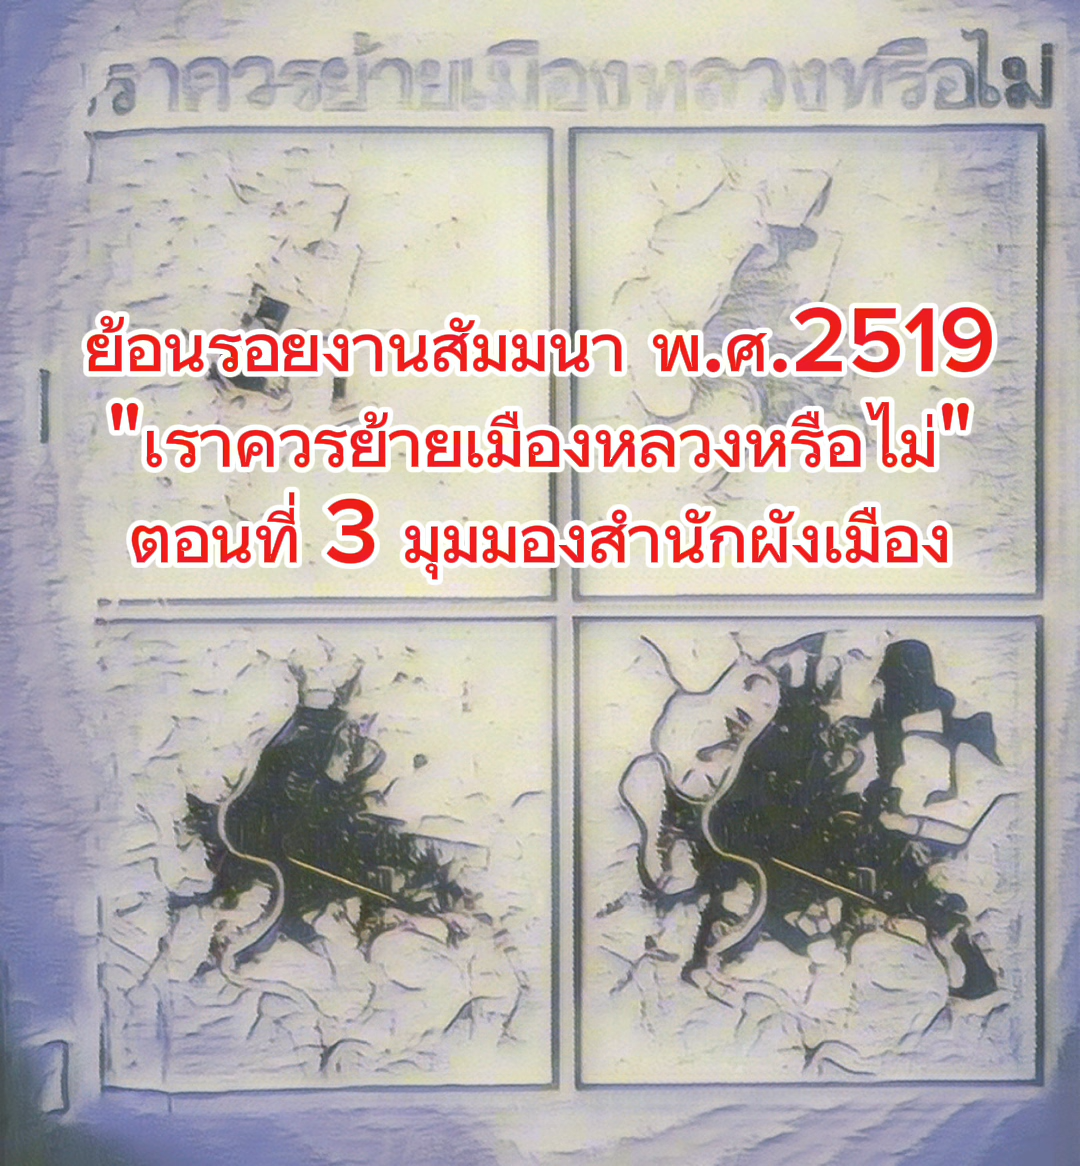 เราควรย้ายเมืองหลวงหรือไม่
ย้อนรอยงานสัมมนา พ.ศ.2519
"เราควรย้ายเมืองหลวงหรือไม่"
ตอนที่ 3 มุมมองสำนักผังเมือง